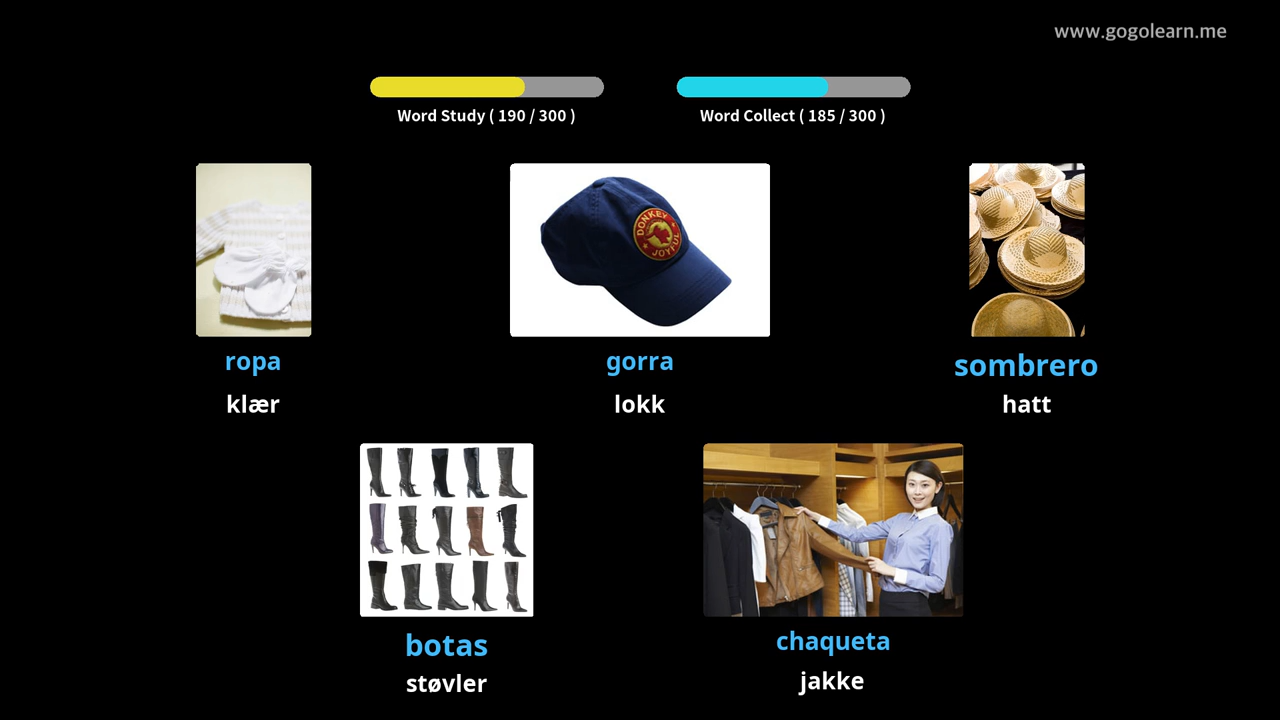 www.gogolearn.me
Word Study ( 190 / 300 )
Word Collect ( 185 / 300 )
DONKEY
JOYFUL
ropa
klær
gorra
lokk
sombrero
hatt
botas
støvler
chaqueta
jakke